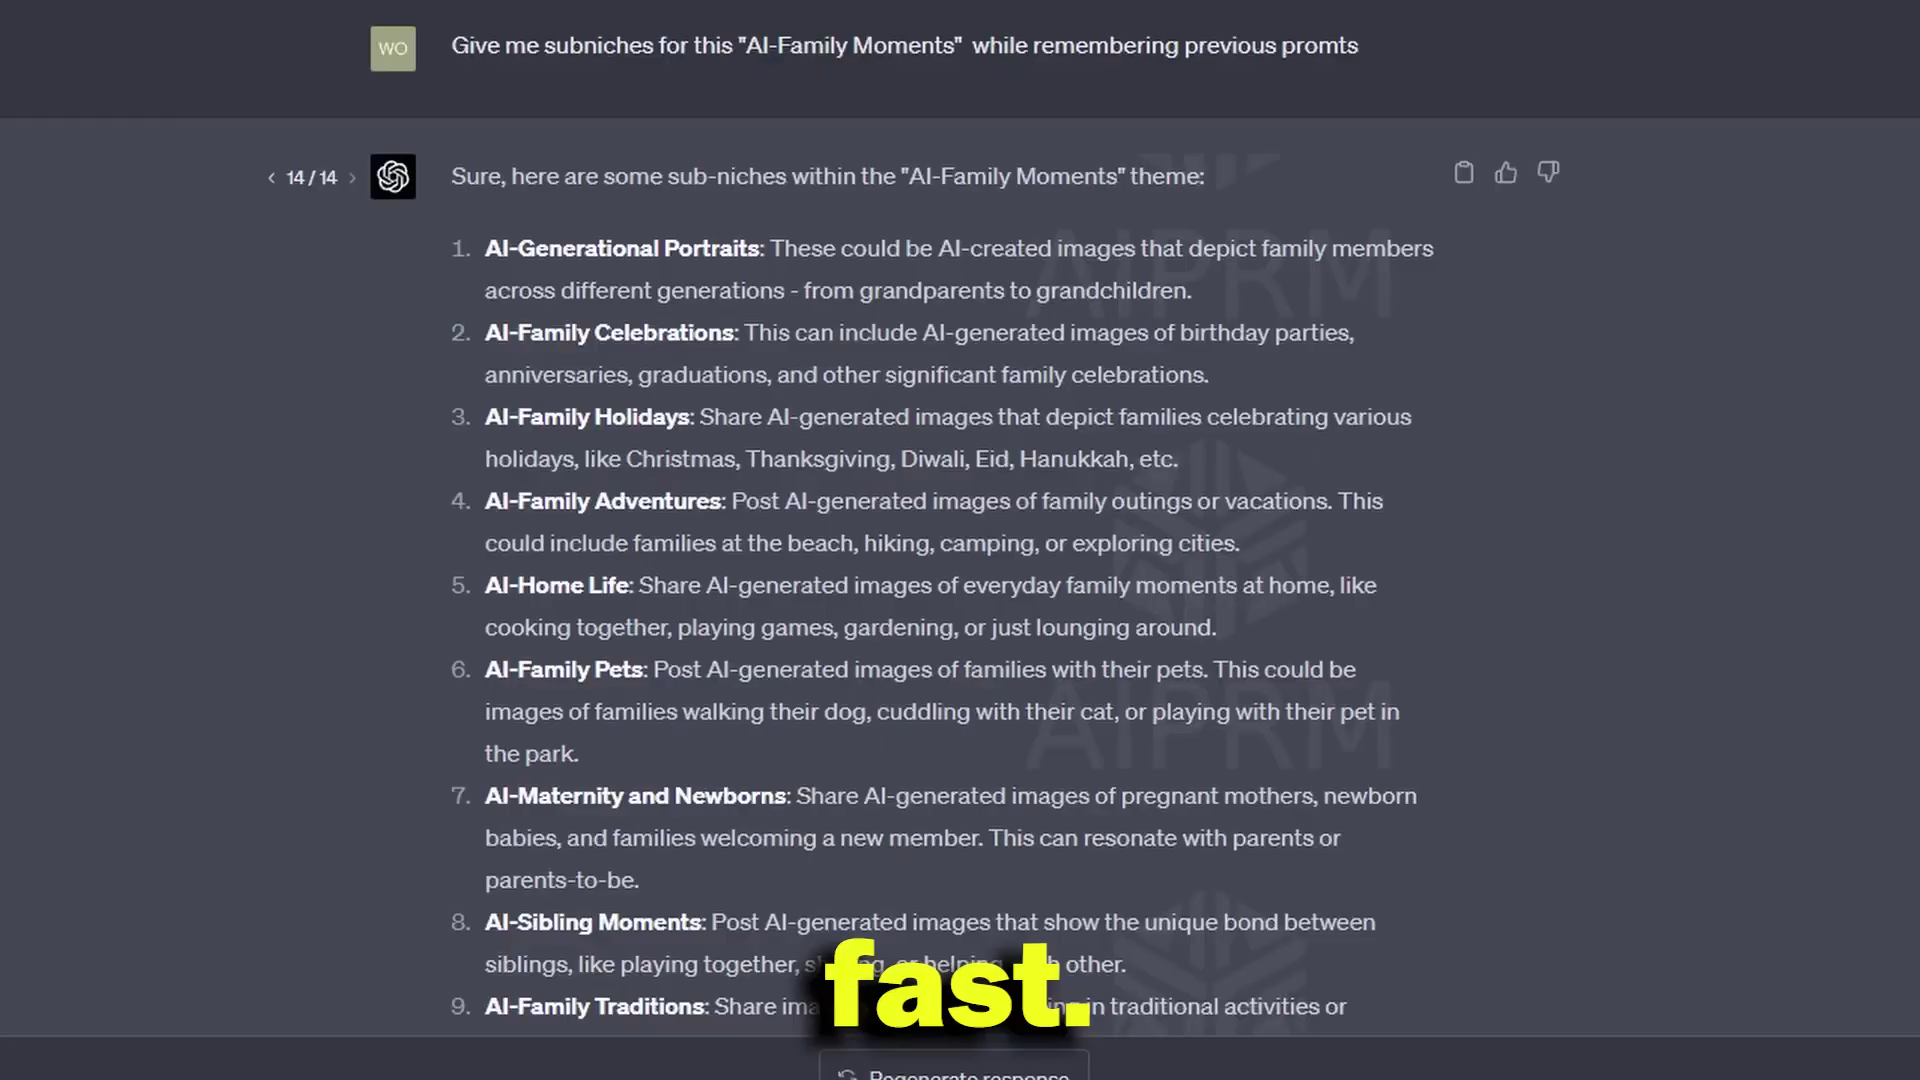 WO
Give me subniches for this "AI-Family Moments" while remembering previous promts
14 / 14
Sure, here are some sub-niches within the "AI-Family Moments" theme:
1. AI-Generational Portraits: These could be AI-created images that depict family members
across different generations - from grandparents to grandchildren.
2. AI-Family Celebrations: This can include AI-generated images of birthday parties,
anniversaries, graduations, and other significant family celebrations.
3. AI-Family Holidays: Share AI-generated images that depict families celebrating various
holidays, like Christmas, Thanksgiving, Diwali, Eid, Hanukkah, etc.
4. AI-Family Adventures: Post AI-generated images of family outings or vacations. This
could include families at the beach, hiking, camping, or exploring cities.
5. AI-Home Life: Share AI-generated images of everyday family moments at home, like
cooking together, playing games, gardening, or just lounging around.
6. AI-Family Pets: Post AI-generated images of families with their pets. This could be
images of families walking their dog, cuddling with their cat, or playing with their pet in
the park.
7. AI-Maternity and Newborns: Share AI-generated images of pregnant mothers, newborn
babies, and families welcoming a new member. This can resonate with parents or
parents-to-be.
8. AI-Sibling Moments: Post AI-generated images that show the unique bond between
siblings, like playing together, or helping other.
9. AI-Family Traditions: Share in traditional activities or
fast.
Regenerate response
AIPRM
AIPRM